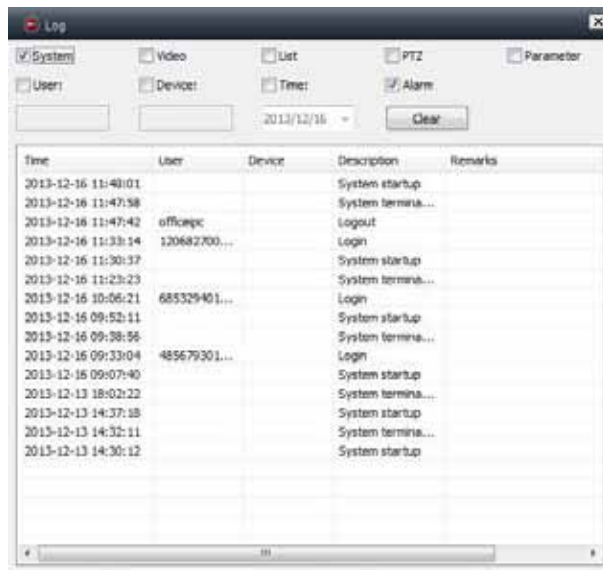 Log
System Video List PTZ Parameter
User: Device: Time: Alarm
2013/12/16 Clear
Time User Device Description Remarks
2013-12-16 11:48:01 System startup
2013-12-16 11:47:58 System termina...
2013-12-16 11:47:42 officeipc Logout
2013-12-16 11:33:14 120682700... Login
2013-12-16 11:30:37 System startup
2013-12-16 11:23:23 System termina...
2013-12-16 10:06:21 685329401... Login
2013-12-16 09:52:11 System startup
2013-12-16 09:38:56 System termina...
2013-12-16 09:33:04 485679301... Login
2013-12-16 09:07:40 System startup
2013-12-13 18:02:22 System termina...
2013-12-13 14:37:18 System startup
2013-12-13 14:32:11 System termina...
2013-12-13 14:30:12 System startup